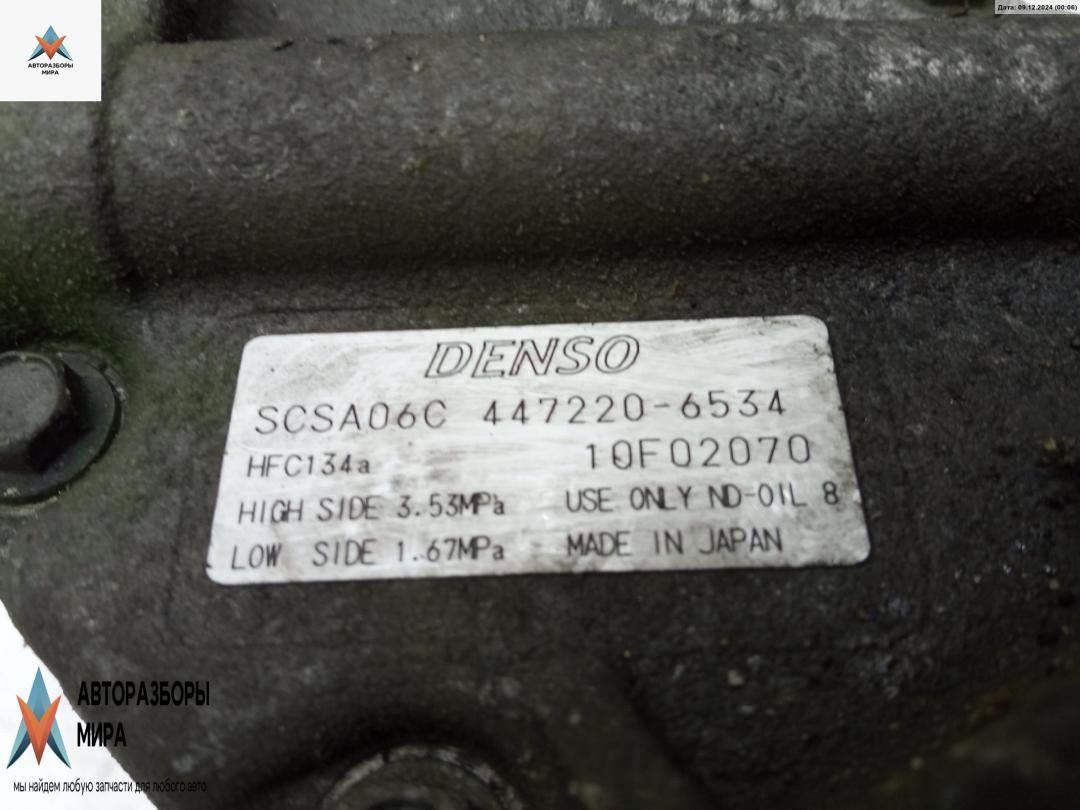 Дата: 09.12.2024 (00:06)
АВТОРАЗБОРЫ
МИРА
DENSO
SCSA06C 447220-6534
HFC134a 10F02070
HIGH SIDE 3.53MPa USE ONLY ND-OIL 8
LOW SIDE 1.67MPa MADE IN JAPAN
АВТОРАЗБОРЫ
МИРА
мы найдем любую запчасти для любого авто